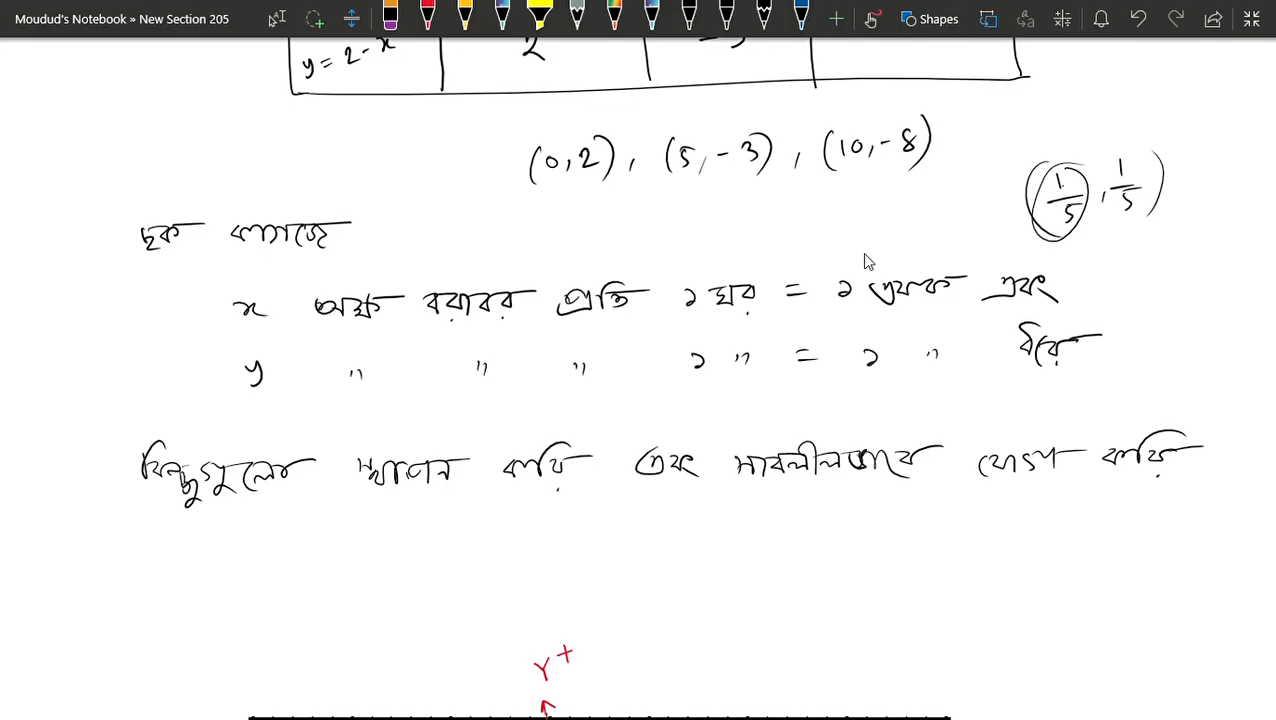 Moudud's Notebook » New Section 205
Shapes
y = 2 - x 2 -3
(0, 2), (5, -3), (10, -8)
(1/5, 1/5)
ছক কাগজে
x অক্ষ বরাবর প্রতি ১ ঘর = ১ একক এবং
y " " " ১ " = ১ " ধরে
বিন্দুগুলো স্থাপন করি এবং সাবলীলভাবে যোগ করি
Y+